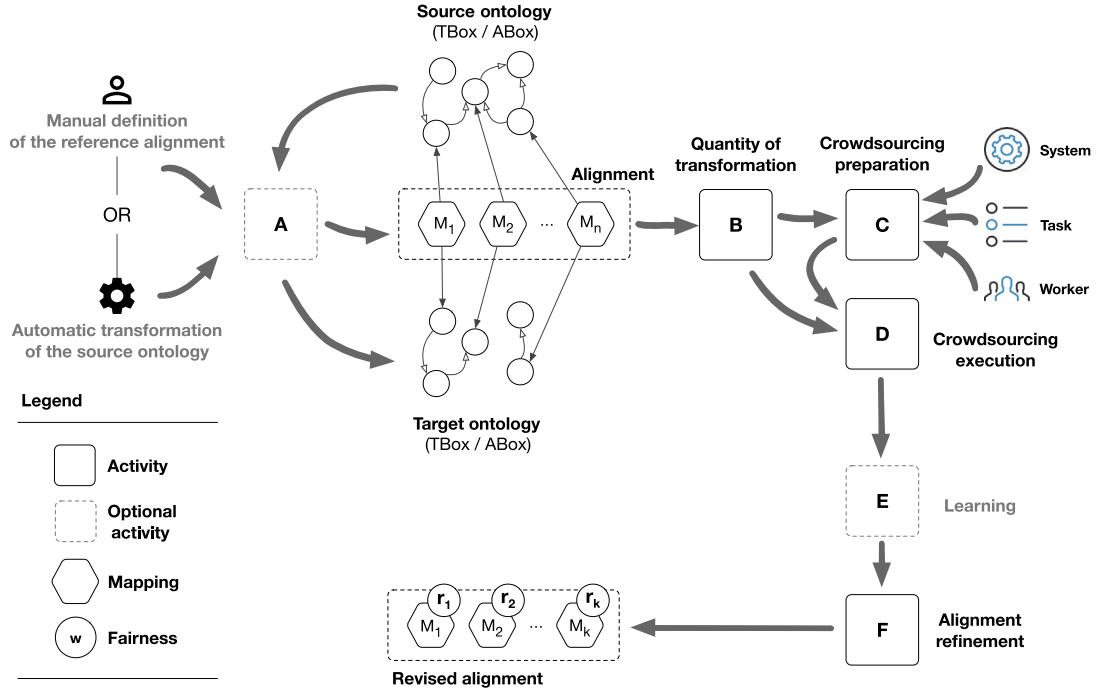 Source ontology
(TBox / ABox)
Manual definition
of the reference alignment
OR
Automatic transformation
of the source ontology
A
Alignment
M1
M2
...
Mn
Target ontology
(TBox / ABox)
Quantity of
transformation
B
Crowdsourcing
preparation
C
System
Task
Worker
D
Crowdsourcing
execution
E
Learning
F
Alignment
refinement
r1
r2
rk
M1
M2
...
Mk
Revised alignment
Legend
Activity
Optional
activity
Mapping
w
Fairness